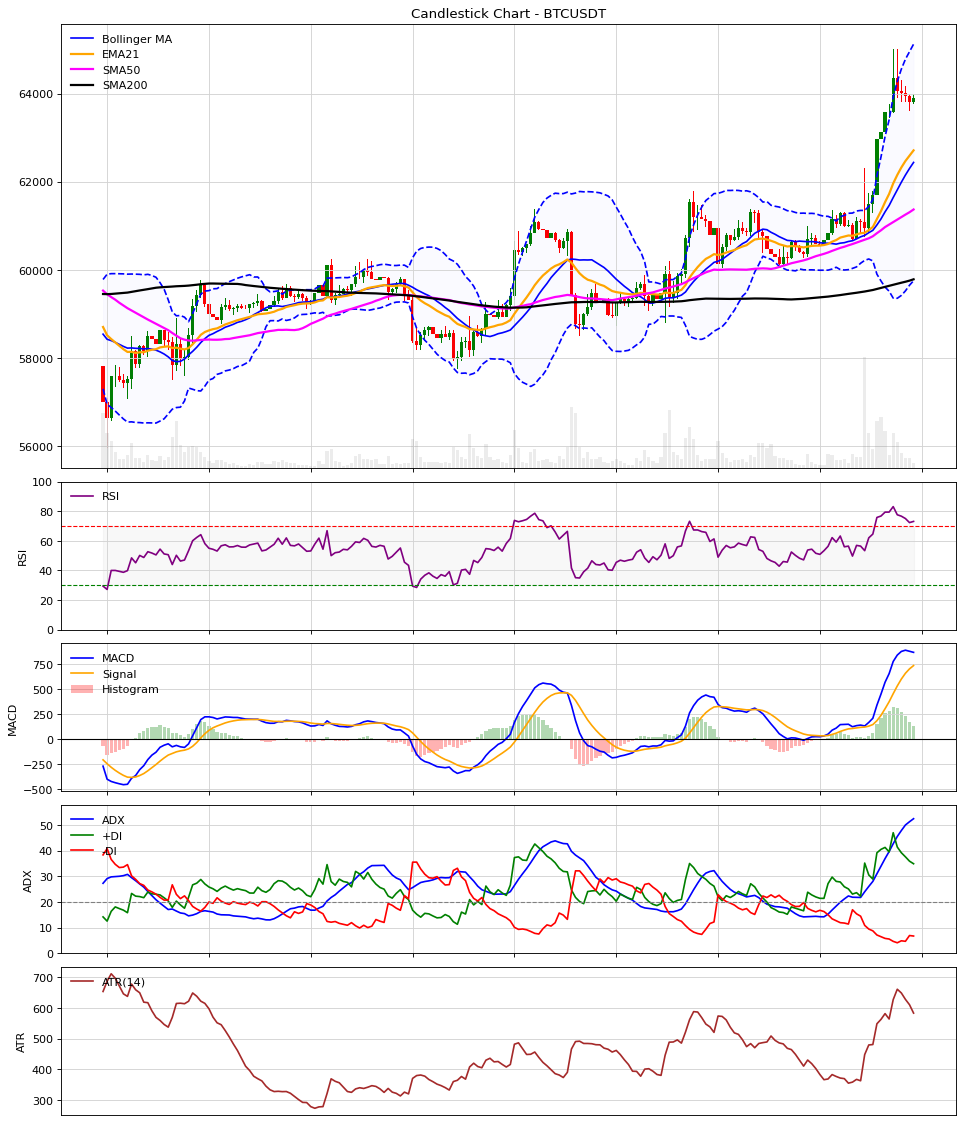 Candlestick Chart - BTCUSDT
Bollinger MA
EMA21
SMA50
SMA200
64000
62000
60000
58000
56000
RSI
100
80
60
40
20
0
RSI
MACD
Signal
Histogram
750
500
250
0
−250
−500
MACD
ADX
+DI
-DI
50
40
30
20
10
0
ADX
ATR(14)
700
600
500
400
300
ATR